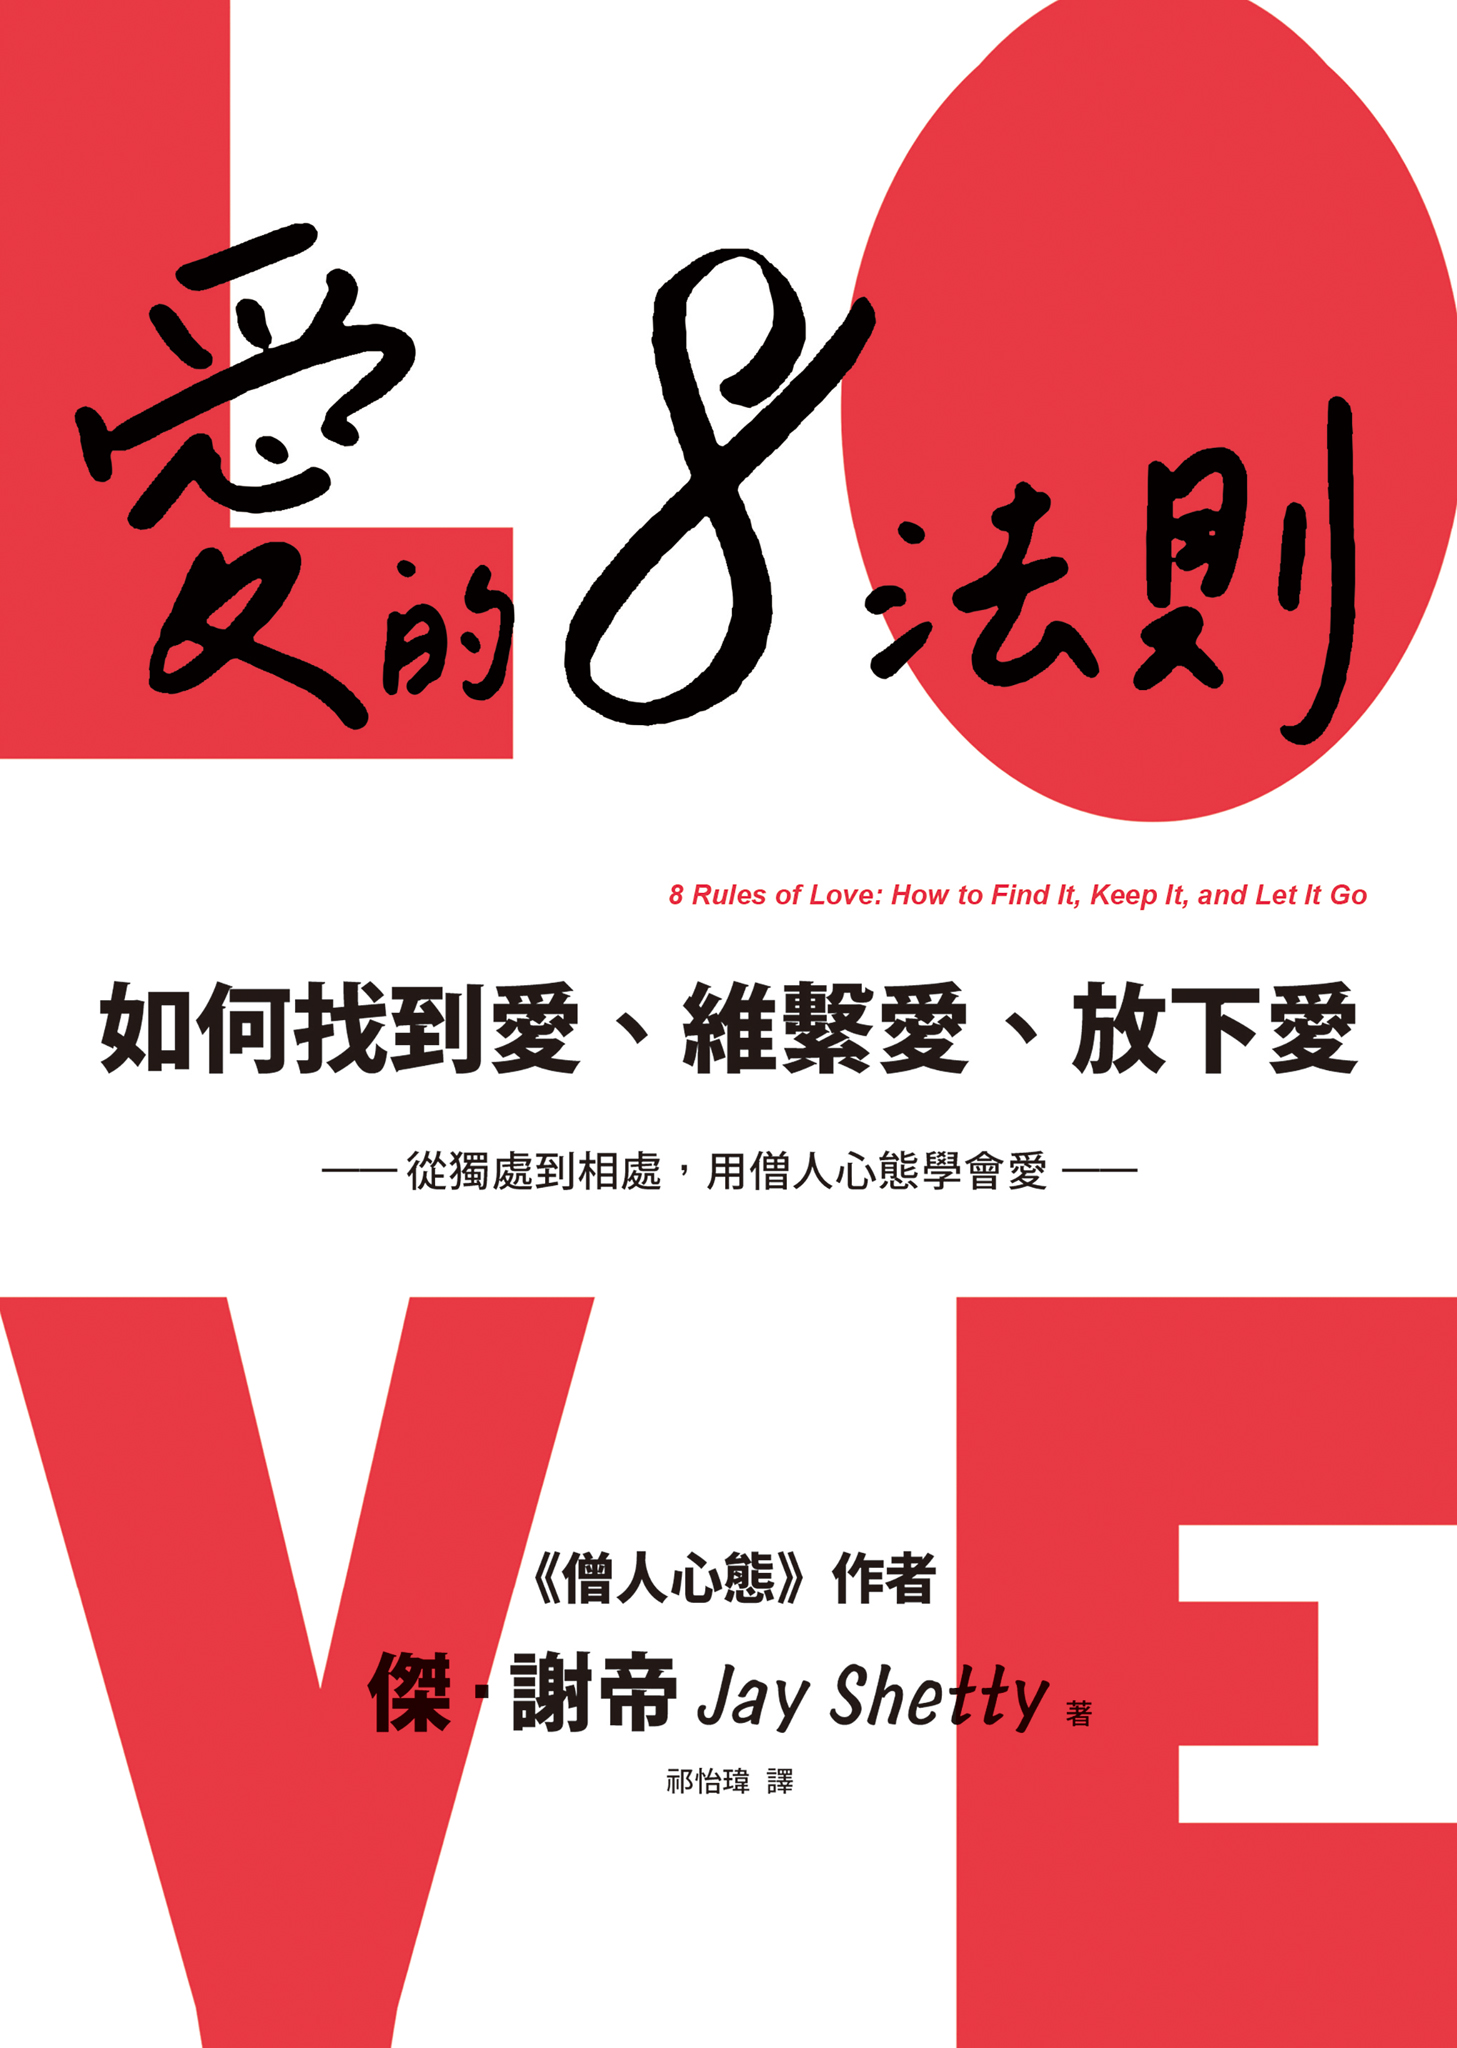 LO
愛的8法則
8 Rules of Love: How to Find It, Keep It, and Let It Go
如何找到愛、維繫愛、放下愛
——從獨處到相處，用僧人心態學會愛——
VE
《僧人心態》作者
傑·謝帝 Jay Shetty 著
祁怡瑋 譯